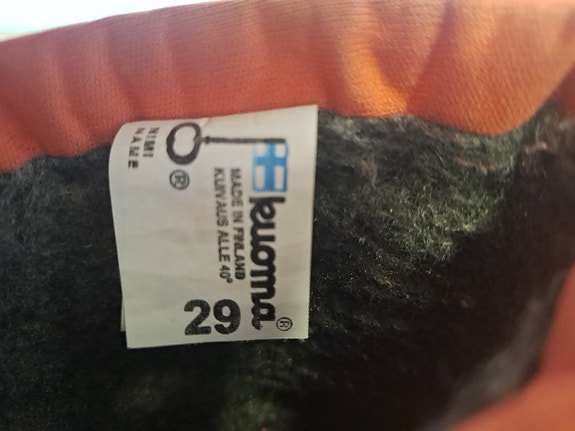 NIMI
NAME
®
kuoma®
MADE IN FINLAND
KUIVAUS ALLE 40°
29